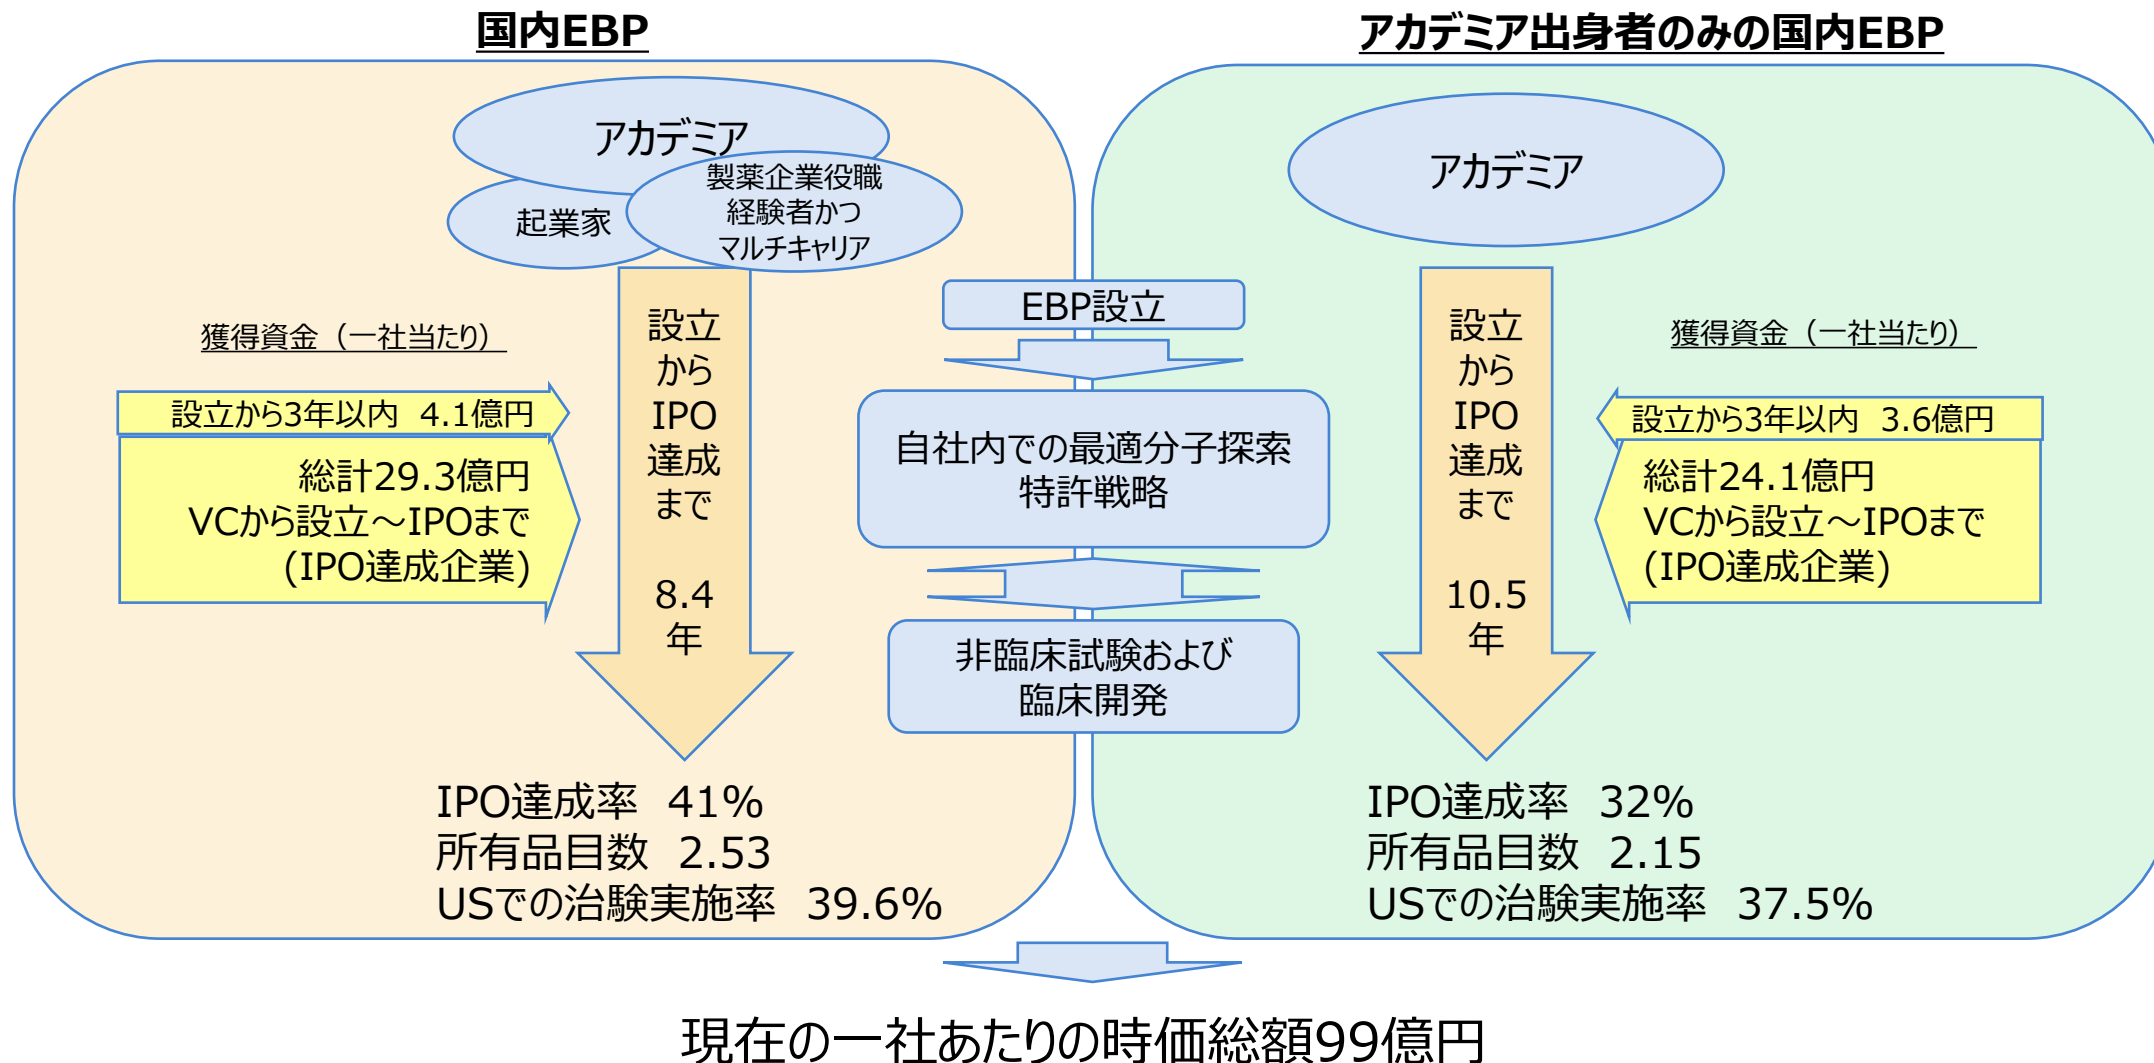 国内EBP
アカデミア
起業家
製薬企業役職
経験者かつ
マルチキャリア
獲得資金（一社当たり）
設立から3年以内 4.1億円
総計29.3億円
VCから設立～IPOまで
(IPO達成企業)
設立
から
IPO
達成
まで
8.4
年
IPO達成率 41%
所有品目数 2.53
USでの治験実施率 39.6%
EBP設立
自社内での最適分子探索
特許戦略
非臨床試験および
臨床開発
アカデミア出身者のみの国内EBP
アカデミア
設立
から
IPO
達成
まで
10.5
年
獲得資金（一社当たり）
設立から3年以内 3.6億円
総計24.1億円
VCから設立～IPOまで
(IPO達成企業)
IPO達成率 32%
所有品目数 2.15
USでの治験実施率 37.5%
現在の一社あたりの時価総額99億円